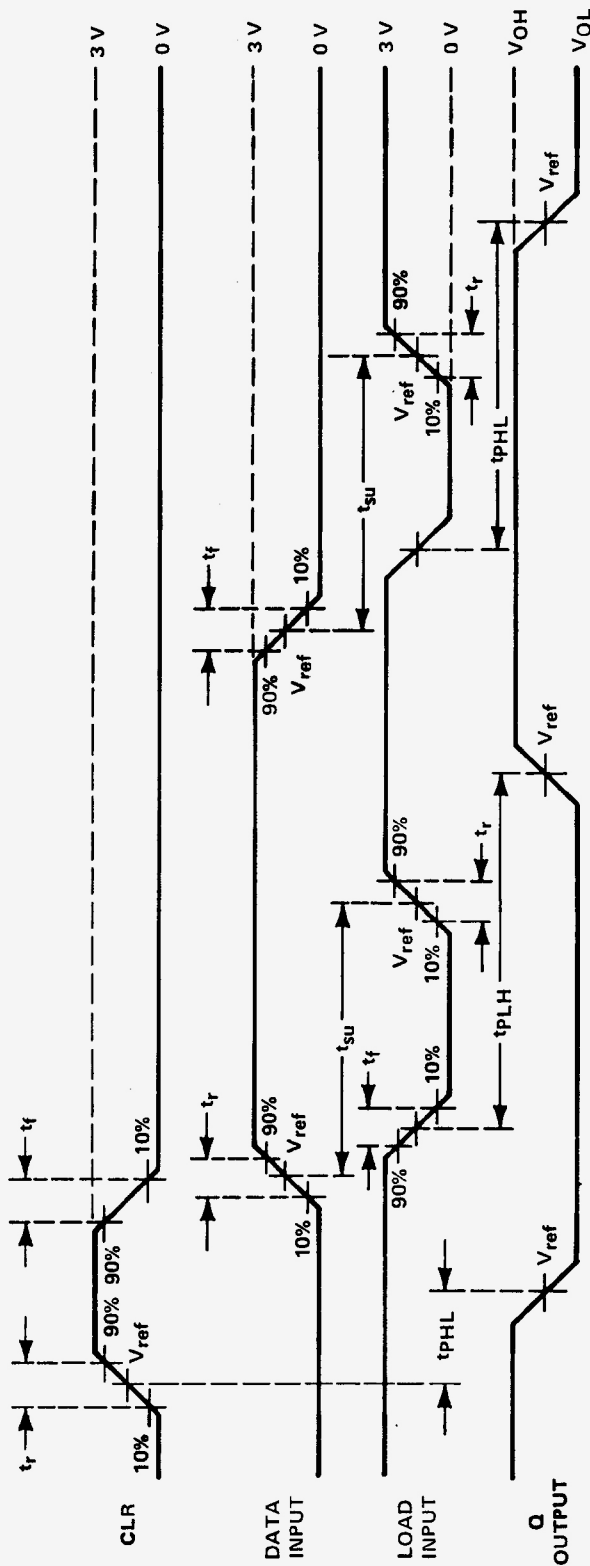 tr
tf
3 V
90%
90%
Vref
10%
10%
0 V
CLR
tr
tf
3 V
90%
90%
Vref
Vref
10%
10%
0 V
DATA
INPUT
tPHL
tf
tsu
tsu
3 V
90%
90%
90%
Vref
Vref
10%
10%
10%
0 V
LOAD
INPUT
tr
tr
tPLH
tPHL
VOH
Vref
Vref
Vref
VOL
Q
OUTPUT